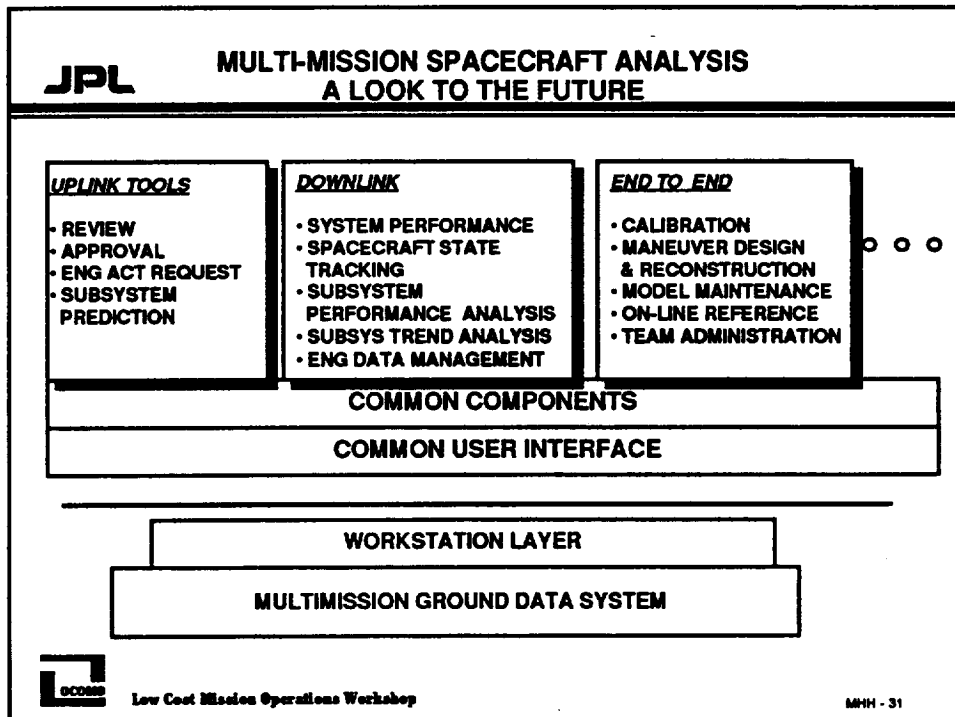 JPL
MULTI-MISSION SPACECRAFT ANALYSIS
A LOOK TO THE FUTURE
UPLINK TOOLS
• REVIEW
• APPROVAL
• ENG ACT REQUEST
• SUBSYSTEM
PREDICTION
DOWNLINK
• SYSTEM PERFORMANCE
• SPACECRAFT STATE
TRACKING
• SUBSYSTEM
PERFORMANCE ANALYSIS
• SUBSYS TREND ANALYSIS
• ENG DATA MANAGEMENT
END TO END
• CALIBRATION
• MANEUVER DESIGN
& RECONSTRUCTION
• MODEL MAINTENANCE
• ON-LINE REFERENCE
• TEAM ADMINISTRATION
COMMON COMPONENTS
COMMON USER INTERFACE
WORKSTATION LAYER
MULTIMISSION GROUND DATA SYSTEM
Low Cost Mission Operations Workshop
MHH - 31